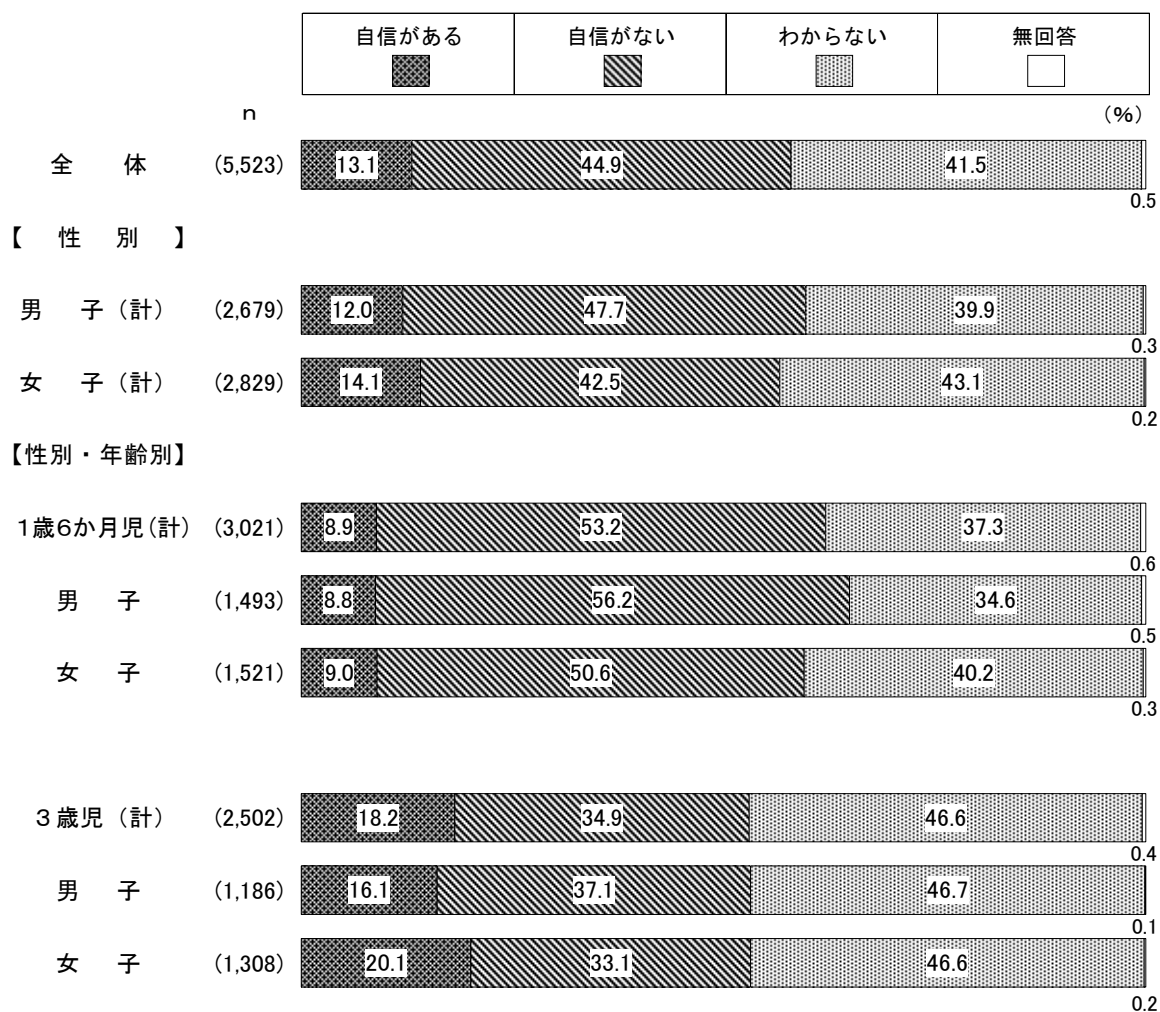 自信がある 自信がない わからない 無回答
n (%)
全 体 (5,523) 13.1 44.9 41.5
0.5
【 性 別 】
男 子(計) (2,679) 12.0 47.7 39.9
0.3
女 子(計) (2,829) 14.1 42.5 43.1
0.2
【性別・年齢別】
1歳6か月児(計) (3,021) 8.9 53.2 37.3
0.6
男 子 (1,493) 8.8 56.2 34.6
0.5
女 子 (1,521) 9.0 50.6 40.2
0.3
3歳児(計) (2,502) 18.2 34.9 46.6
0.4
男 子 (1,186) 16.1 37.1 46.7
0.1
女 子 (1,308) 20.1 33.1 46.6
0.2